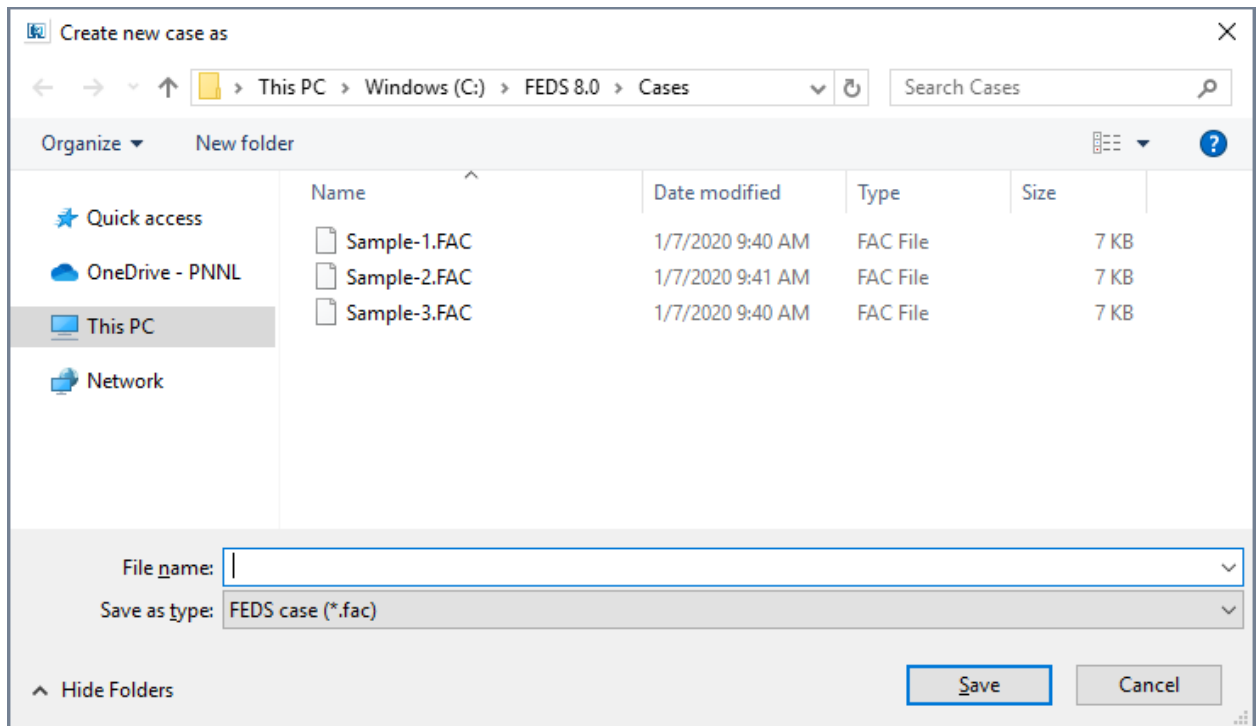 Create new case as
This PC > Windows (C:) > FEDS 8.0 > Cases
Search Cases
Organize
New folder
?
Quick access
OneDrive - PNNL
This PC
Network
Name Date modified Type Size
Sample-1.FAC 1/7/2020 9:40 AM FAC File 7 KB
Sample-2.FAC 1/7/2020 9:41 AM FAC File 7 KB
Sample-3.FAC 1/7/2020 9:40 AM FAC File 7 KB
File name:
Save as type: FEDS case (*.fac)
Hide Folders
Save
Cancel